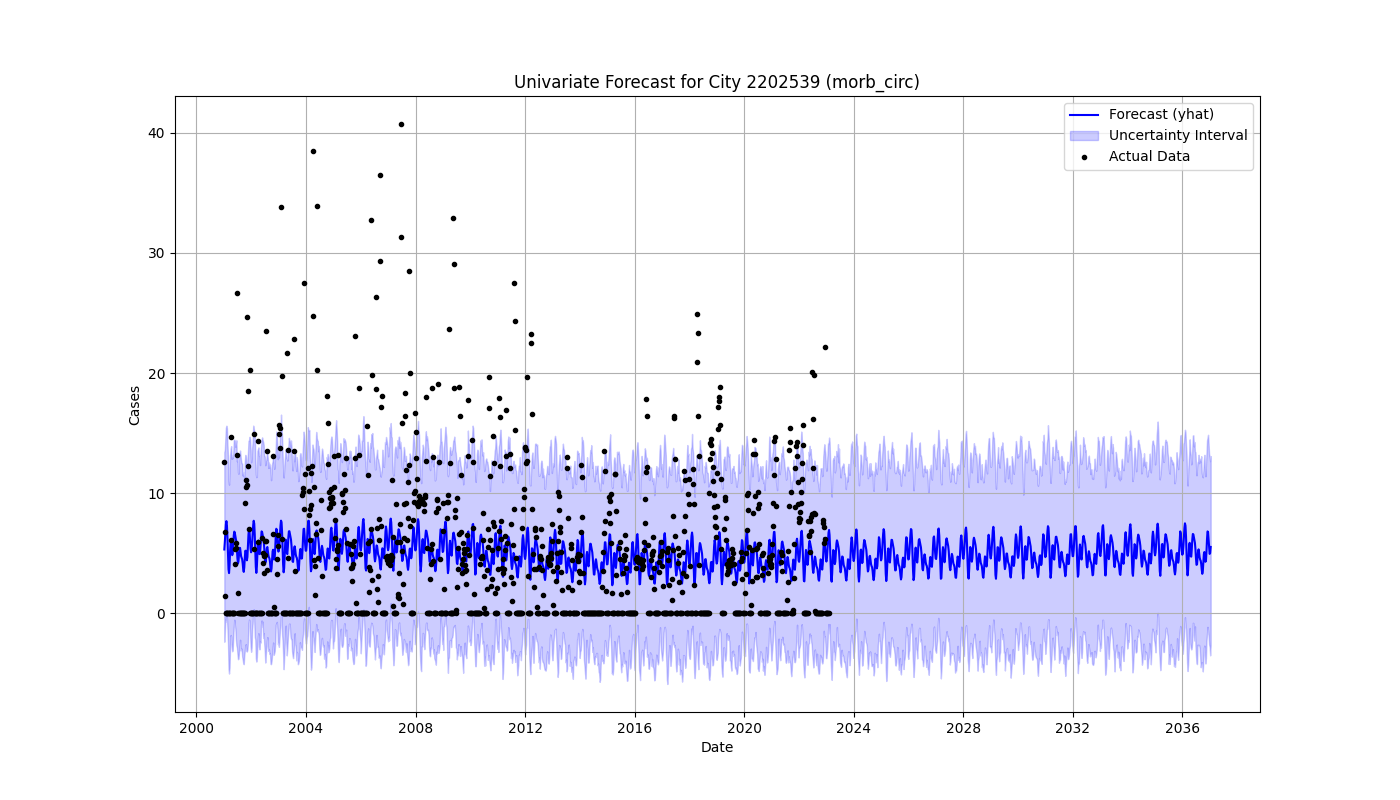 Univariate Forecast for City 2202539 (morb_circ)
Forecast (yhat)
Uncertainty Interval
Actual Data
Cases
40
30
20
10
0
2000 2004 2008 2012 2016 2020 2024 2028 2032 2036
Date